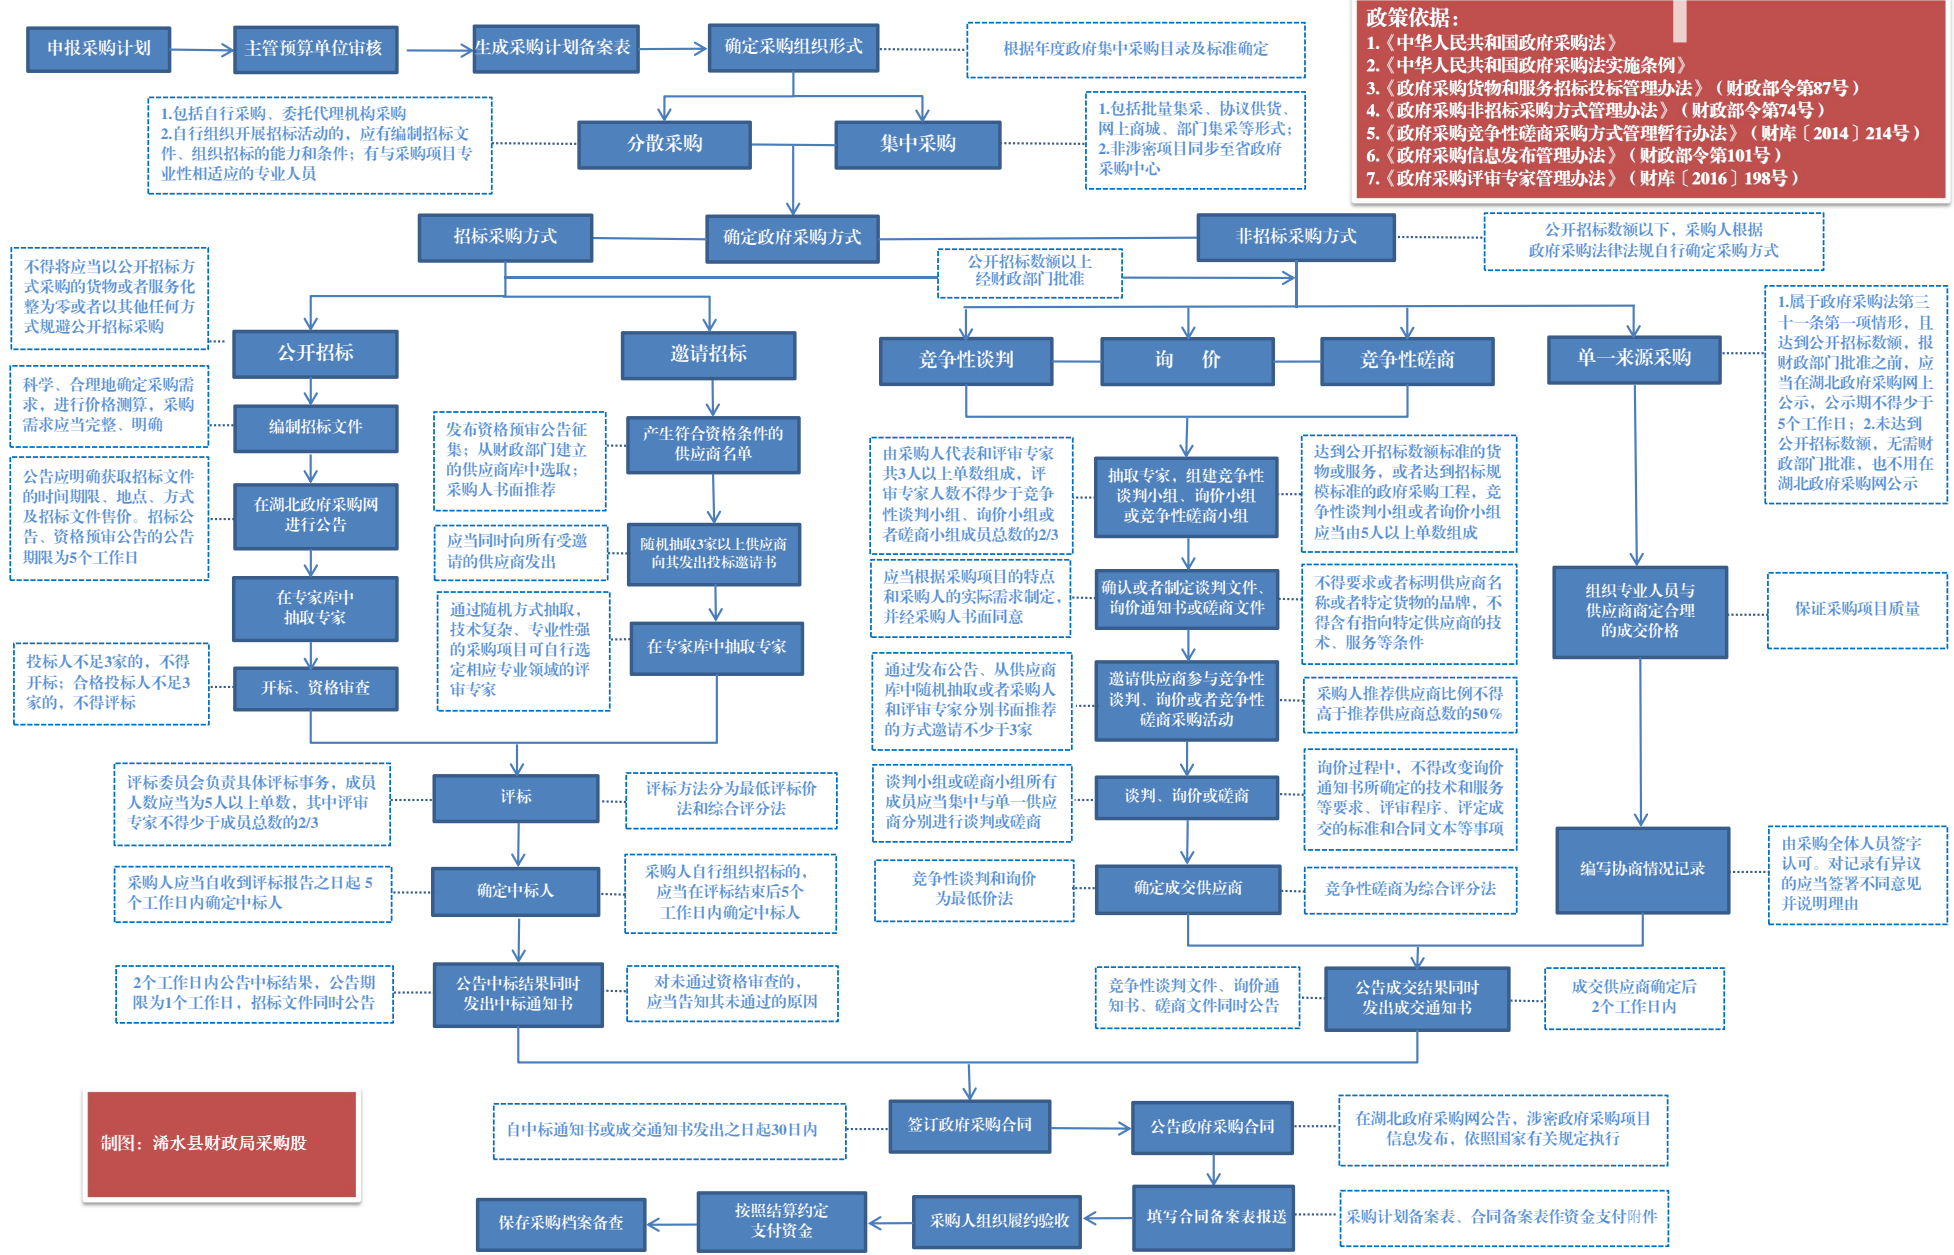 申报采购计划
主管预算单位审核
生成采购计划备案表
确定采购组织形式
根据年度政府集中采购目录及标准确定
政策依据：
1.《中华人民共和国政府采购法》
2.《中华人民共和国政府采购法实施条例》
3.《政府采购货物和服务招标投标管理办法》（财政部令第87号）
4.《政府采购非招标采购方式管理办法》（财政部令第74号）
5.《政府采购竞争性磋商采购方式管理暂行办法》（财库〔2014〕214号）
6.《政府采购信息发布管理办法》（财政部令第101号）
7.《政府采购评审专家管理办法》（财库〔2016〕198号）
1.包括自行采购、委托代理机构采购
2.自行组织开展招标活动的，应有编制招标文
件、组织招标的能力和条件；有与采购项目专
业性相适应的专业人员
分散采购
集中采购
1.包括批量集采、协议供货、
网上商城、部门集采等形式；
2.非涉密项目同步至省政府
采购中心
招标采购方式
确定政府采购方式
非招标采购方式
公开招标数额以下，采购人根据
政府采购法律法规自行确定采购方式
公开招标数额以上
经财政部门批准
不得将应当以公开招标方
式采购的货物或者服务化
整为零或者以其他任何方
式规避公开招标采购
公开招标
邀请招标
竞争性谈判
询 价
竞争性磋商
单一来源采购
1.属于政府采购法第三
十一条第一项情形，且
达到公开招标数额，报
财政部门批准之前，应
当在湖北政府采购网上
公示，公示期不得少于
5个工作日；2.未达到
公开招标数额，无需财
政部门批准，也不用在
湖北政府采购网公示
科学、合理地确定采购需
求，进行价格测算，采购
需求应当完整、明确
编制招标文件
公告应明确获取招标文件
的时间期限、地点、方式
及招标文件售价。招标公
告、资格预审公告的公告
期限为5个工作日
在湖北政府采购网
进行公告
在专家库中
抽取专家
投标人不足3家的，不得
开标；合格投标人不足3
家的，不得评标
开标、资格审查
发布资格预审公告征
集；从财政部门建立
的供应商库中选取；
采购人书面推荐
产生符合资格条件的
供应商名单
应当同时向所有受邀
请的供应商发出
随机抽取3家以上供应商
向其发出投标邀请书
通过随机方式抽取，
技术复杂、专业性强
的采购项目可自行选
定相应专业领域的评
审专家
在专家库中抽取专家
由采购人代表和评审专家
共3人以上单数组成，评
审专家人数不得少于竞争
性谈判小组、询价小组或
者磋商小组成员总数的2/3
抽取专家，组建竞争性
谈判小组、询价小组
或竞争性磋商小组
达到公开招标数额标准的货
物或服务，或者达到招标规
模标准的政府采购工程，竞
争性谈判小组或者询价小组
应当由5人以上单数组成
应当根据采购项目的特点
和采购人的实际需求制定，
并经采购人书面同意
确认或者制定谈判文件、
询价通知书或磋商文件
不得要求或者标明供应商名
称或者特定货物的品牌，不
得含有指向特定供应商的技
术、服务等条件
组织专业人员与
供应商商定合理
的成交价格
保证采购项目质量
通过发布公告、从供应商
库中随机抽取或者采购人
和评审专家分别书面推荐
的方式邀请不少于3家
邀请供应商参与竞争性
谈判、询价或者竞争性
磋商采购活动
采购人推荐供应商比例不得
高于推荐供应商总数的50%
评标委员会负责具体评标事务，成员
人数应当为5人以上单数，其中评审
专家不得少于成员总数的2/3
评标
评标方法分为最低评标价
法和综合评分法
谈判小组或磋商小组所有
成员应当集中与单一供应
商分别进行谈判或磋商
谈判、询价或磋商
询价过程中，不得改变询价
通知书所确定的技术和服务
等要求、评审程序、评定成
交的标准和合同文本等事项
采购人应当自收到评标报告之日起 5
个工作日内确定中标人
确定中标人
采购人自行组织招标的，
应当在评标结束后5个
工作日内确定中标人
竞争性谈判和询价
为最低价法
确定成交供应商
竞争性磋商为综合评分法
编写协商情况记录
由采购全体人员签字
认可。对记录有异议
的应当签署不同意见
并说明理由
2个工作日内公告中标结果，公告期
限为1个工作日，招标文件同时公告
公告中标结果同时
发出中标通知书
对未通过资格审查的，
应当告知其未通过的原因
竞争性谈判文件、询价通
知书、磋商文件同时公告
公告成交结果同时
发出成交通知书
成交供应商确定后
2个工作日内
制图：浠水县财政局采购股
自中标通知书或成交通知书发出之日起30日内
签订政府采购合同
公告政府采购合同
在湖北政府采购网公告，涉密政府采购项目
信息发布，依照国家有关规定执行
保存采购档案备查
按照结算约定
支付资金
采购人组织履约验收
填写合同备案表报送
采购计划备案表、合同备案表作资金支付附件